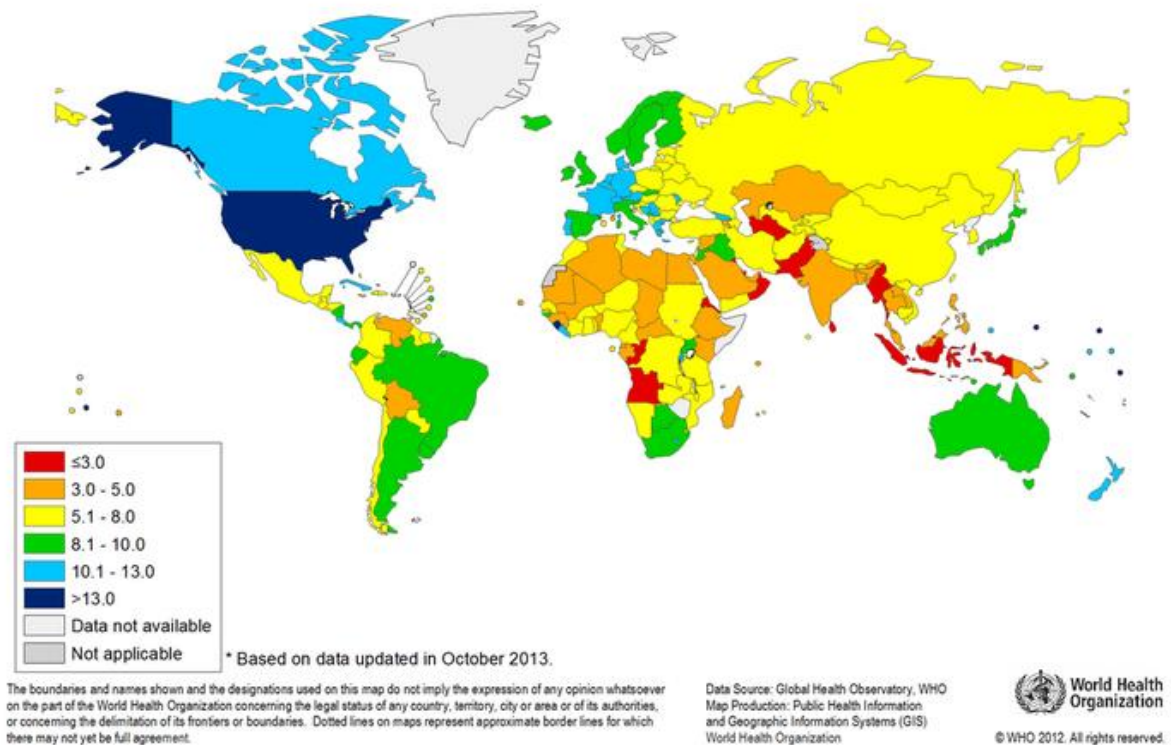 ≤3.0
3.0 - 5.0
5.1 - 8.0
8.1 - 10.0
10.1 - 13.0
>13.0
Data not available
Not applicable
* Based on data updated in October 2013.
The boundaries and names shown and the designations used on this map do not imply the expression of any opinion whatsoever
on the part of the World Health Organization concerning the legal status of any country, territory, city or area or of its authorities,
or concerning the delimitation of its frontiers or boundaries. Dotted lines on maps represent approximate border lines for which
there may not yet be full agreement.
Data Source: Global Health Observatory, WHO
Map Production: Public Health Information
and Geographic Information Systems (GIS)
World Health Organization
World Health
Organization
© WHO 2012. All rights reserved.